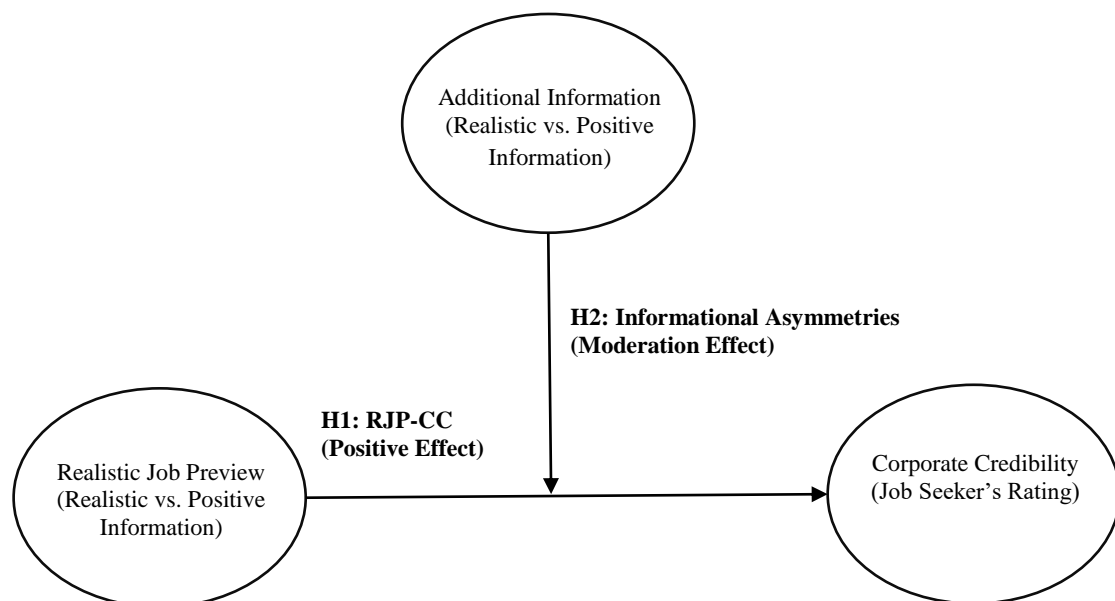 Additional Information
(Realistic vs. Positive
Information)
H2: Informational Asymmetries
(Moderation Effect)
H1: RJP-CC
(Positive Effect)
Realistic Job Preview
(Realistic vs. Positive
Information)
Corporate Credibility
(Job Seeker’s Rating)